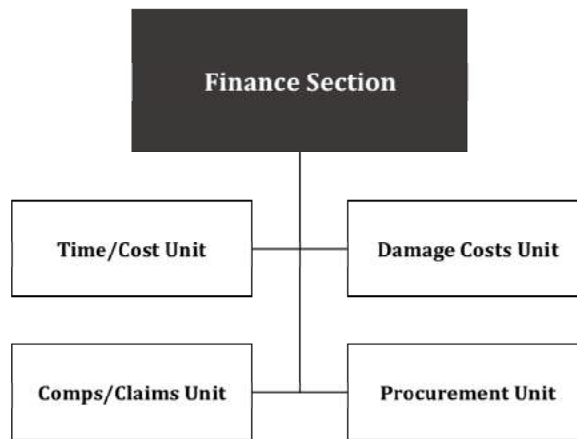 Finance Section
Time/Cost Unit
Damage Costs Unit
Comps/Claims Unit
Procurement Unit